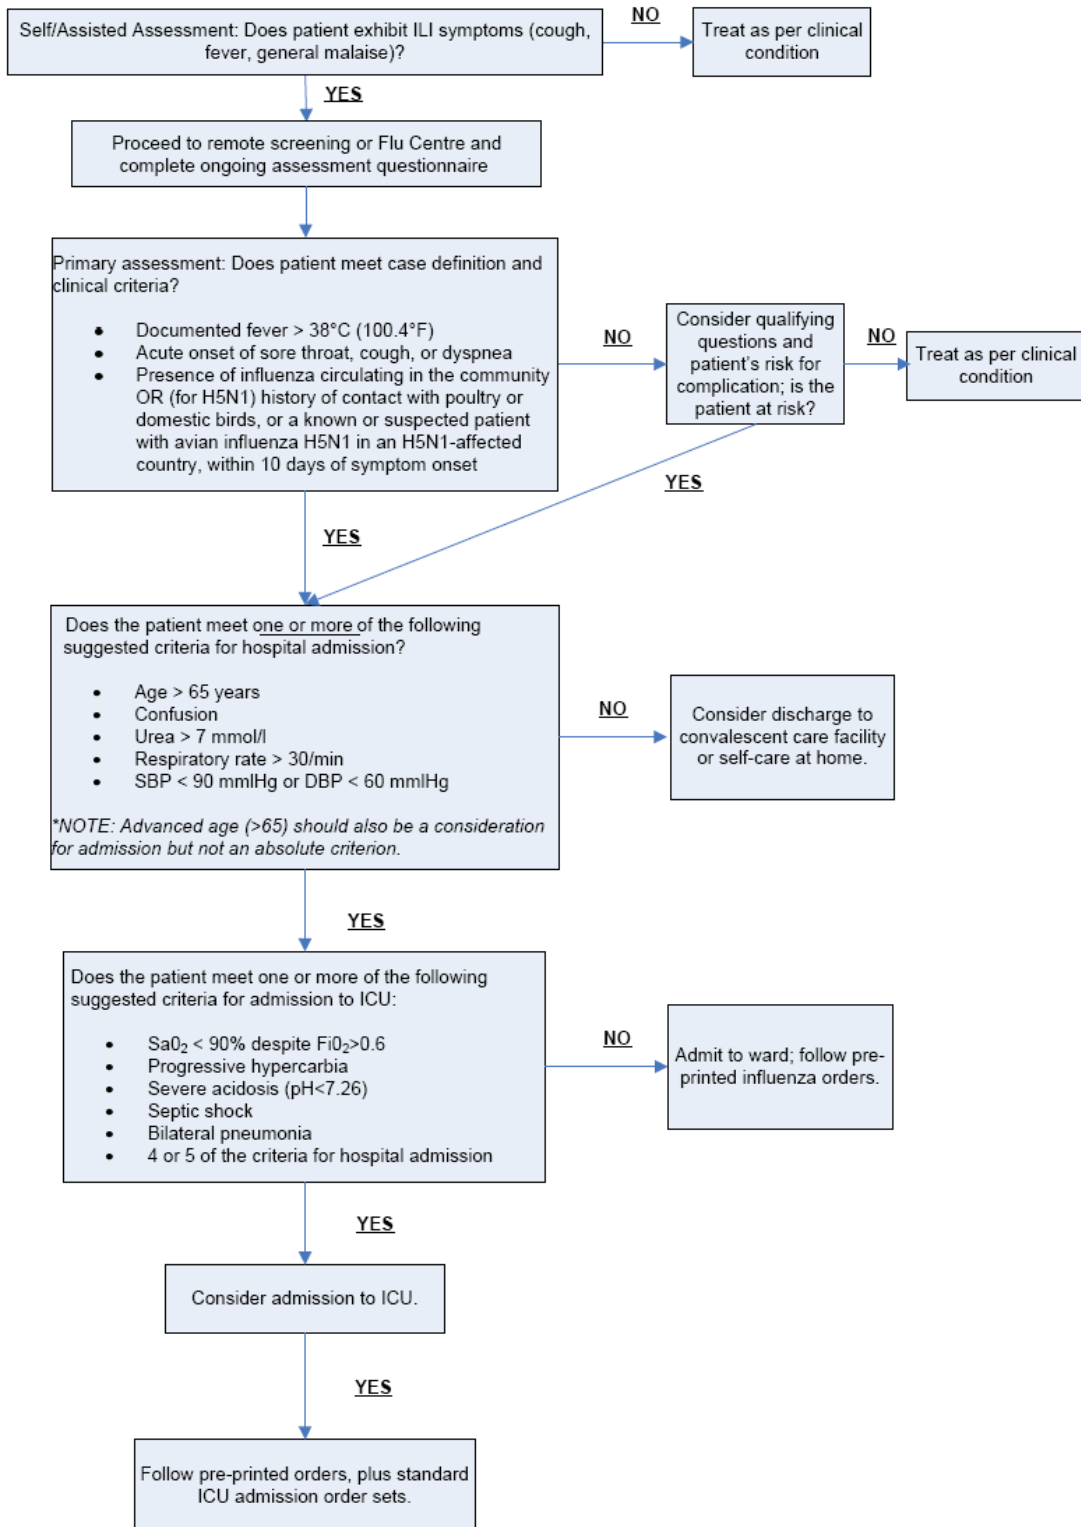 Self/Assisted Assessment: Does patient exhibit ILI symptoms (cough,
fever, general malaise)?
NO
Treat as per clinical
condition
YES
Proceed to remote screening or Flu Centre and
complete ongoing assessment questionnaire
Primary assessment: Does patient meet case definition and
clinical criteria?
• Documented fever > 38°C (100.4°F)
• Acute onset of sore throat, cough, or dyspnea
• Presence of influenza circulating in the community
OR (for H5N1) history of contact with poultry or
domestic birds, or a known or suspected patient
with avian influenza H5N1 in an H5N1-affected
country, within 10 days of symptom onset
NO
Consider qualifying
questions and
patient's risk for
complication; is the
patient at risk?
NO
Treat as per clinical
condition
YES
YES
Does the patient meet one or more of the following
suggested criteria for hospital admission?
• Age > 65 years
• Confusion
• Urea > 7 mmol/l
• Respiratory rate > 30/min
• SBP < 90 mmlHg or DBP < 60 mmlHg
*NOTE: Advanced age (>65) should also be a consideration
for admission but not an absolute criterion.
NO
Consider discharge to
convalescent care facility
or self-care at home.
YES
Does the patient meet one or more of the following
suggested criteria for admission to ICU:
• Sa0₂ < 90% despite Fi0₂>0.6
• Progressive hypercarbia
• Severe acidosis (pH<7.26)
• Septic shock
• Bilateral pneumonia
• 4 or 5 of the criteria for hospital admission
NO
Admit to ward; follow pre-
printed influenza orders.
YES
Consider admission to ICU.
YES
Follow pre-printed orders, plus standard
ICU admission order sets.